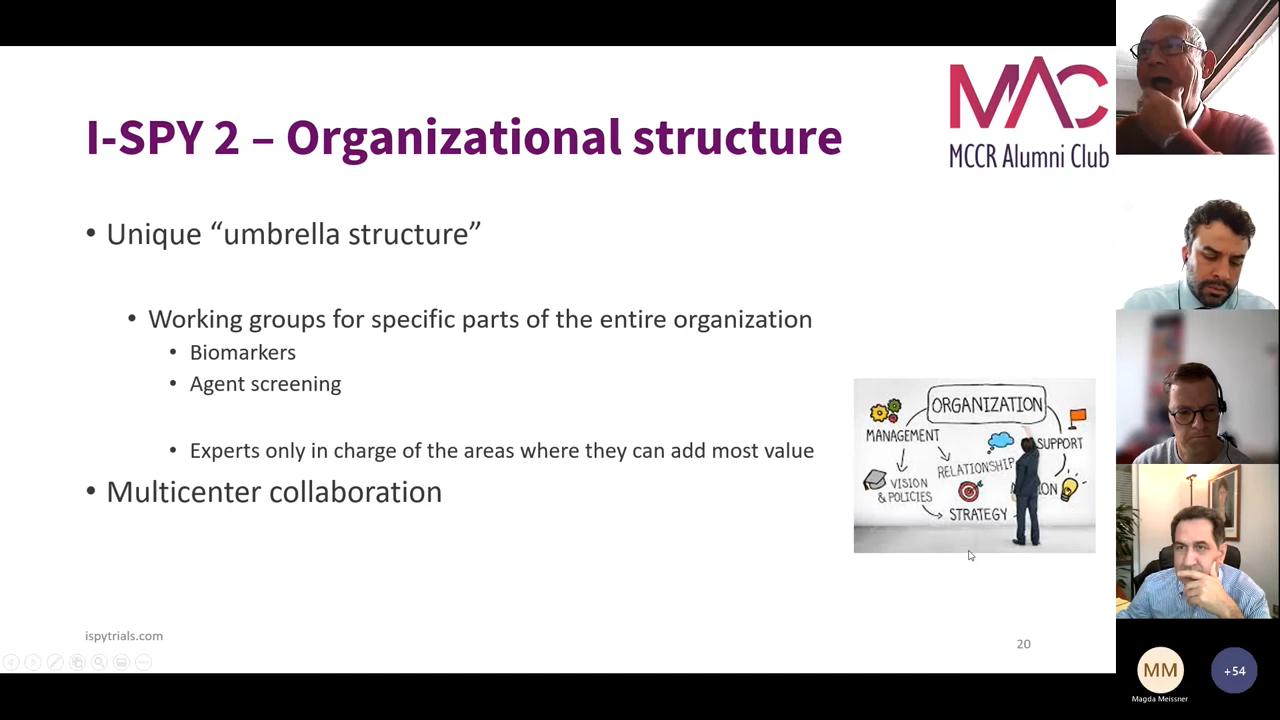 MAC
MCCR Alumni Club
I-SPY 2 – Organizational structure
• Unique “umbrella structure”
• Working groups for specific parts of the entire organization
• Biomarkers
• Agent screening
• Experts only in charge of the areas where they can add most value
• Multicenter collaboration
ORGANIZATION
MANAGEMENT
SUPPORT
RELATIONSHIP
VISION
& POLICIES
STRATEGY
ispytrials.com
20
MM
+54
Magda Meissner